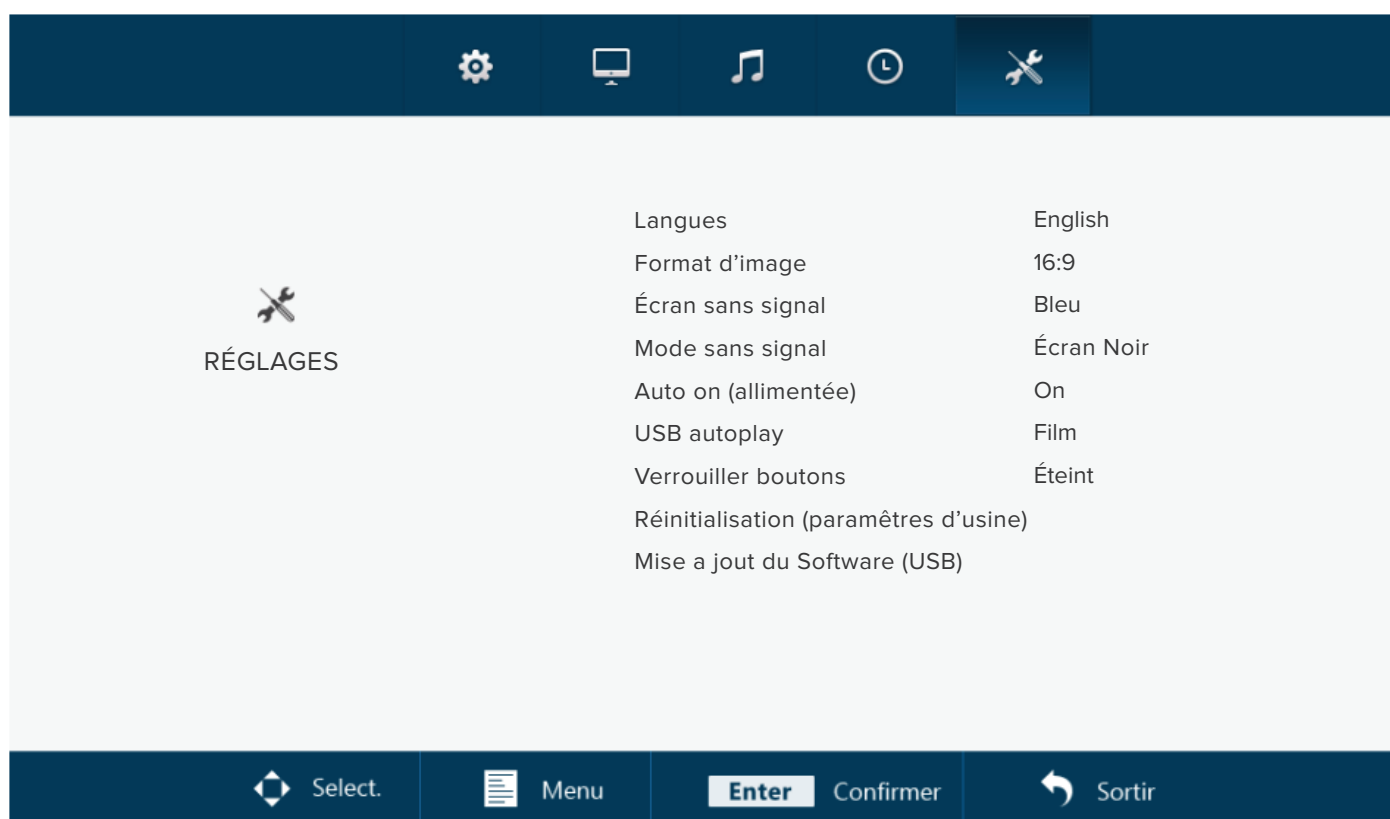 RÉGLAGES
Langues English
Format d’image 16:9
Écran sans signal Bleu
Mode sans signal Écran Noir
Auto on (allimentée) On
USB autoplay Film
Verrouiller boutons Éteint
Réinitialisation (paramêtres d’usine)
Mise a jout du Software (USB)
Select. Menu Enter Confirmer Sortir